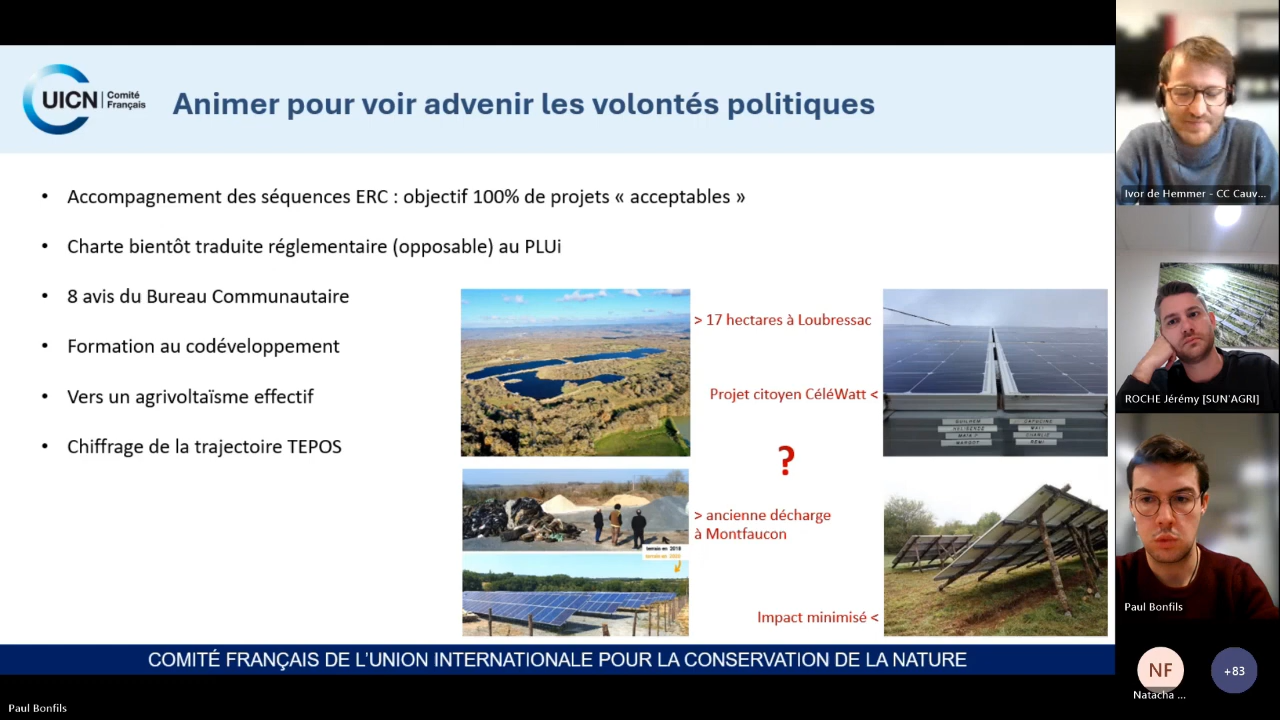 UICN
Comité
Français
Animer pour voir advenir les volontés politiques
• Accompagnement des séquences ERC : objectif 100% de projets « acceptables »
• Charte bientôt traduite réglementaire (opposable) au PLUi
• 8 avis du Bureau Communautaire
• Formation au codéveloppement
• Vers un agrivoltaïsme effectif
• Chiffrage de la trajectoire TEPOS
> 17 hectares à Loubressac
Projet citoyen CéléWatt <
?
> ancienne décharge
à Montfaucon
Impact minimisé <
terrain en 2018
COMITÉ FRANÇAIS DE L'UNION INTERNATIONALE POUR LA CONSERVATION DE LA NATURE
Ivor de Hemmer - CC Cauv...
ROCHE Jérémy [SUN'AGRI]
Paul Bonfils
NF
+83
Natacha ...
Paul Bonfils